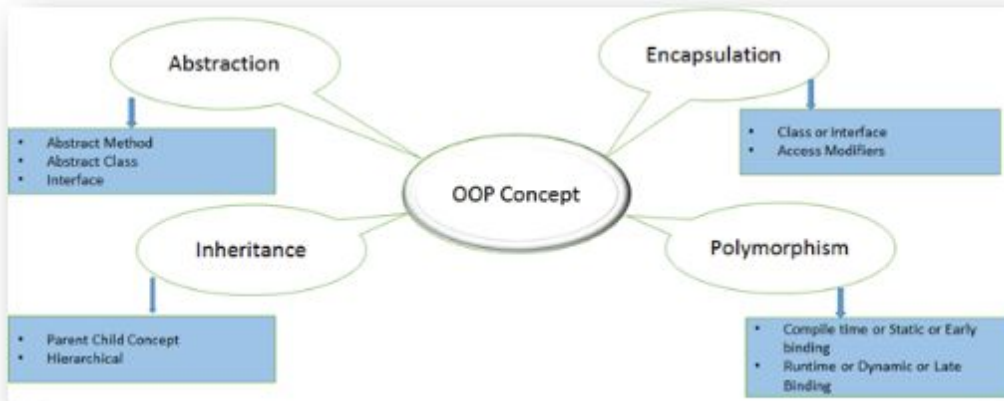 Abstraction
Encapsulation
• Abstract Method
• Abstract Class
• Interface
• Class or Interface
• Access Modifiers
OOP Concept
Inheritance
Polymorphism
• Parent Child Concept
• Hierarchical
• Compile time or Static or Early
binding
• Runtime or Dynamic or Late
Binding